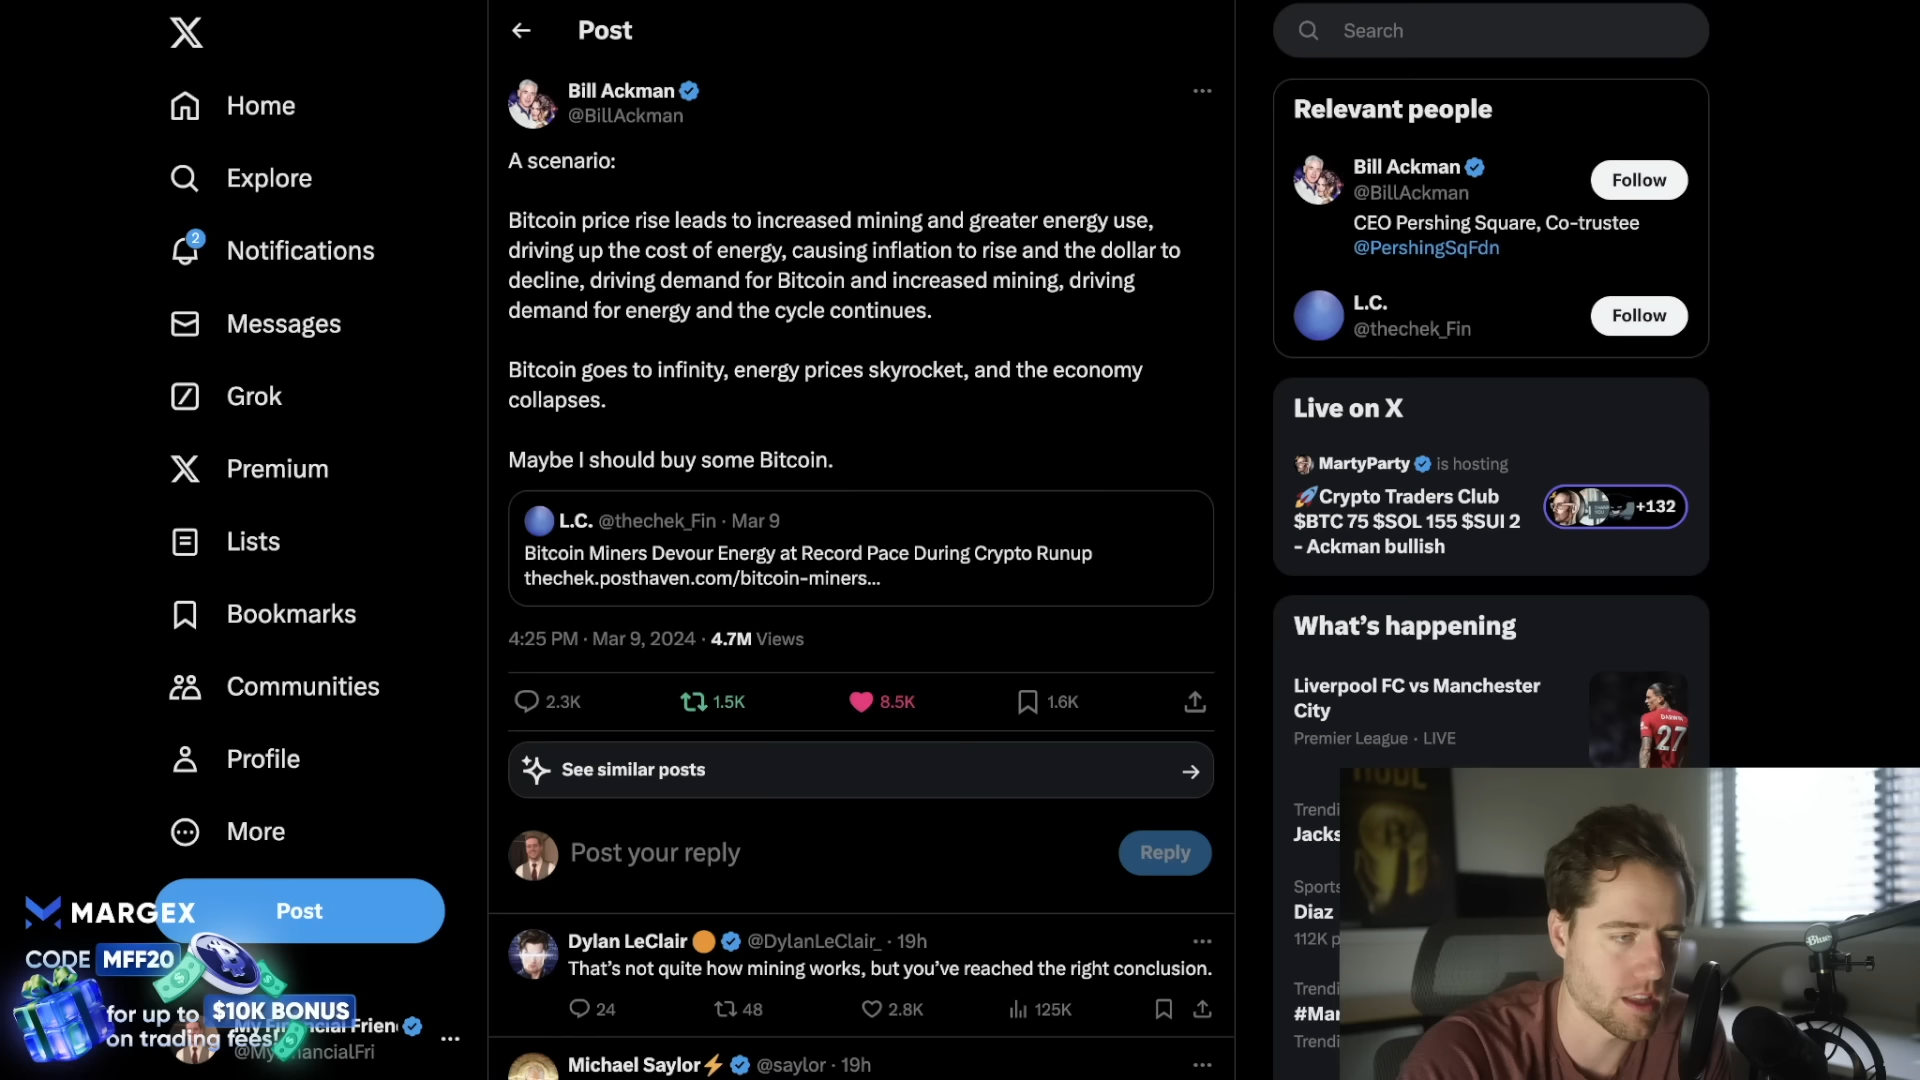 Home
Explore
2
Notifications
Messages
Grok
Premium
Lists
Bookmarks
Communities
Profile
More
Post
MARGEX
CODE MFF20
for up to $10K BONUS
on trading fees!
Post
Bill Ackman
@BillAckman
A scenario:
Bitcoin price rise leads to increased mining and greater energy use,
driving up the cost of energy, causing inflation to rise and the dollar to
decline, driving demand for Bitcoin and increased mining, driving
demand for energy and the cycle continues.
Bitcoin goes to infinity, energy prices skyrocket, and the economy
collapses.
Maybe I should buy some Bitcoin.
L.C. @thechek_Fin · Mar 9
Bitcoin Miners Devour Energy at Record Pace During Crypto Runup
thechek.posthaven.com/bitcoin-miners...
4:25 PM · Mar 9, 2024 · 4.7M Views
2.3K 1.5K 8.5K 1.6K
See similar posts
Post your reply
Reply
Dylan LeClair @DylanLeClair_ · 19h
That's not quite how mining works, but you've reached the right conclusion.
24 48 2.8K 125K
Michael Saylor⚡ @saylor · 19h
Search
Relevant people
Bill Ackman
@BillAckman
Follow
CEO Pershing Square, Co-trustee
@PershingSqFdn
L.C.
@thechek_Fin
Follow
Live on X
MartyParty is hosting
🚀Crypto Traders Club
$BTC 75 $SOL 155 $SUI 2
- Ackman bullish
+132
What's happening
Liverpool FC vs Manchester
City
Premier League · LIVE
DARWIN
27
Trendi
Jacks
Sports
Diaz
112K p
Trendi
#Mar
Trendi
Blue